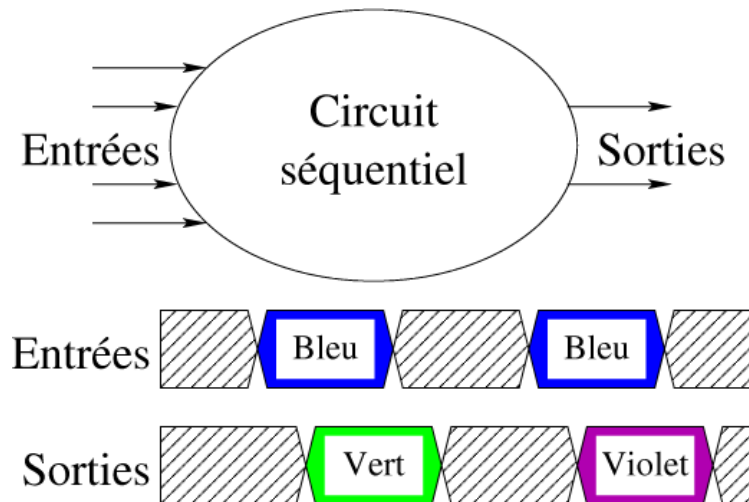 Circuit
séquentiel
Entrées
Sorties
Entrées
Bleu
Bleu
Sorties
Vert
Violet